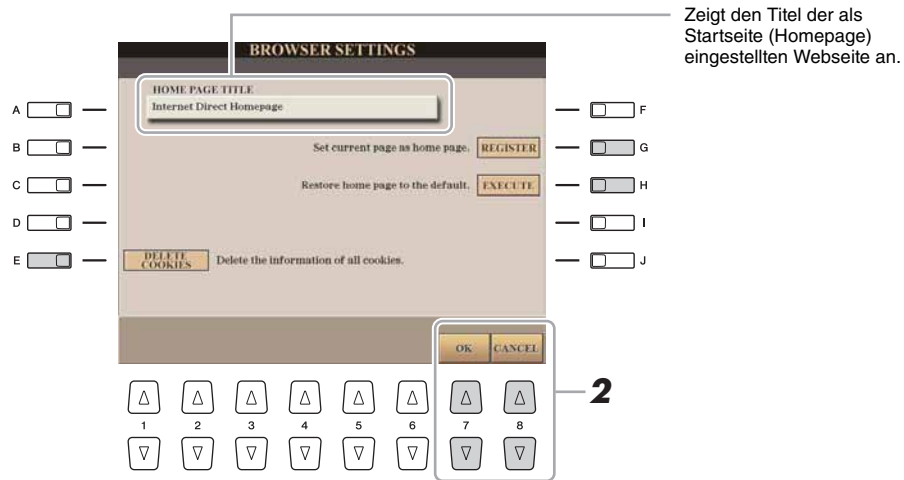 Zeigt den Titel der als
Startseite (Homepage)
eingestellten Webseite an.
BROWSER SETTINGS
HOME PAGE TITLE
Internet Direct Homepage
A
F
Set current page as home page. REGISTER
B
G
Restore home page to the default. EXECUTE
C
H
D
I
E
DELETE
COOKIES
Delete the information of all cookies.
J
OK CANCEL
2
1 2 3 4 5 6 7 8